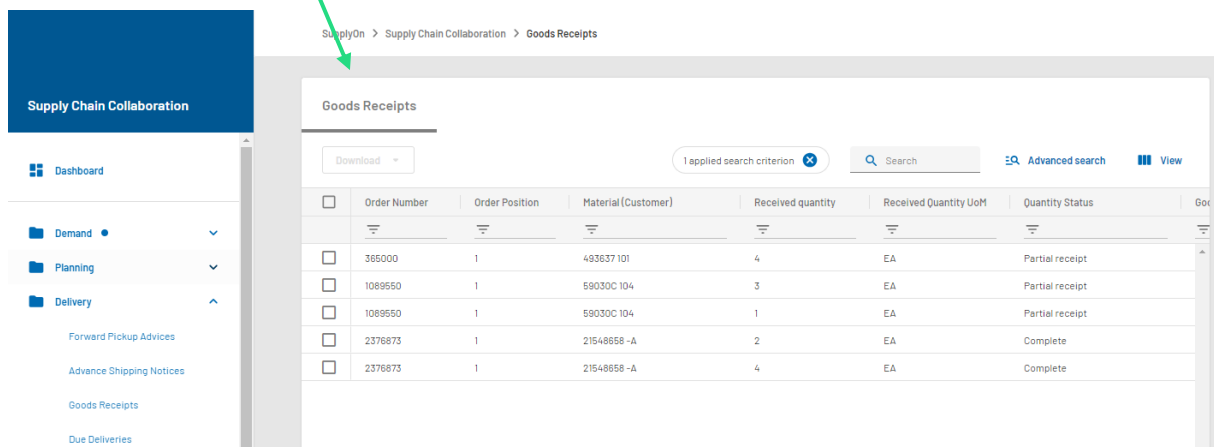 SupplyOn > Supply Chain Collaboration > Goods Receipts
Supply Chain Collaboration
Dashboard
Demand
Planning
Delivery
Forward Pickup Advices
Advance Shipping Notices
Goods Receipts
Due Deliveries
Goods Receipts
Download
1 applied search criterion
Search
Advanced search
View
Order Number Order Position Material (Customer) Received quantity Received Quantity UoM Quantity Status Goo
365000 1 493637 101 4 EA Partial receipt
1089550 1 59030C 104 3 EA Partial receipt
1089550 1 59030C 104 1 EA Partial receipt
2376873 1 21548658 -A 2 EA Complete
2376873 1 21548658 -A 4 EA Complete